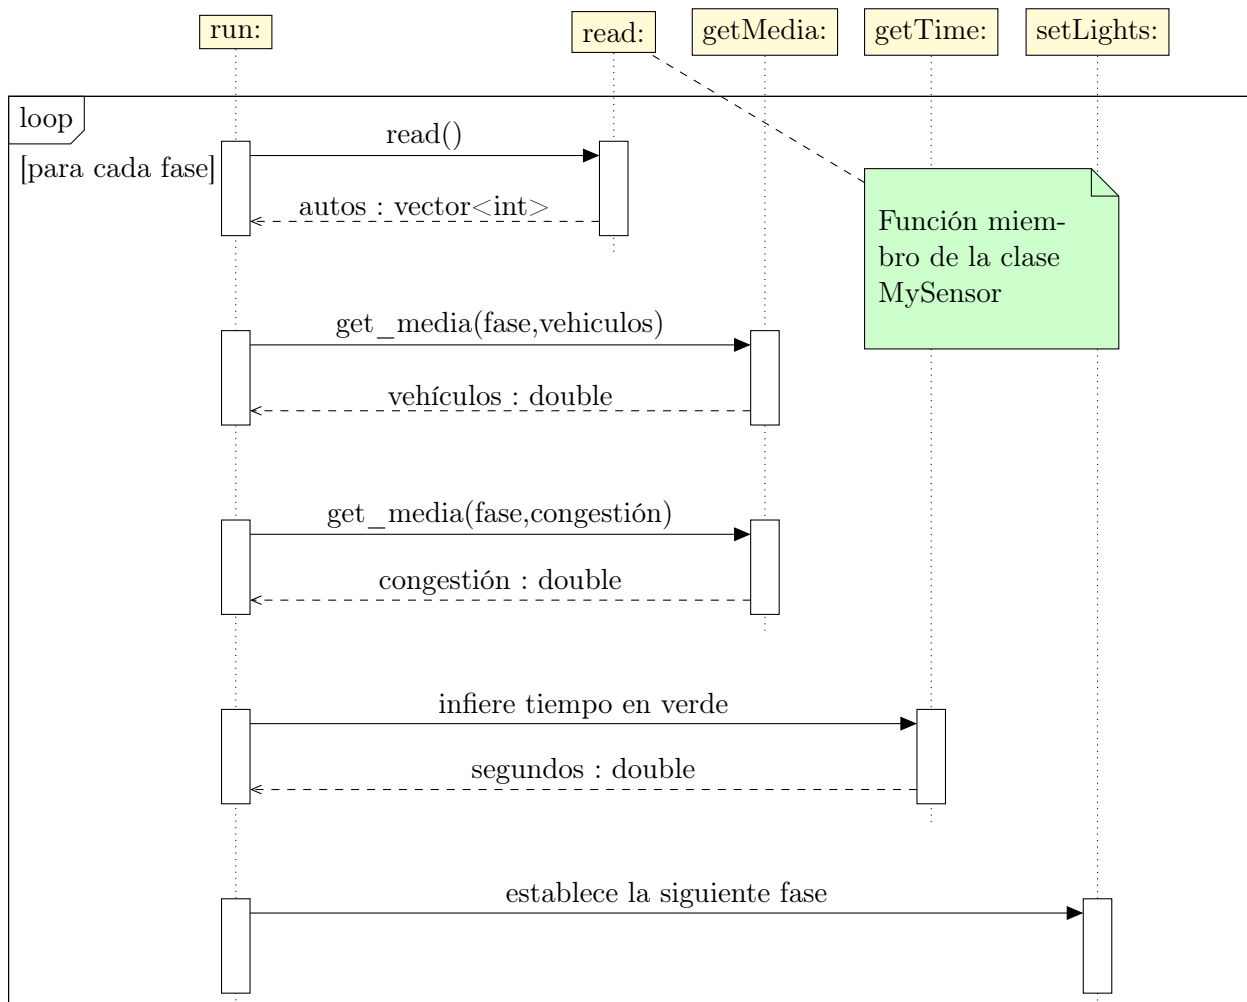 run:
read:
getMedia:
getTime:
setLights:
loop
[para cada fase]
read()
autos : vector<int>
Función miem-
bro de la clase
MySensor
get_media(fase,vehiculos)
vehículos : double
get_media(fase,congestión)
congestión : double
infiere tiempo en verde
segundos : double
establece la siguiente fase